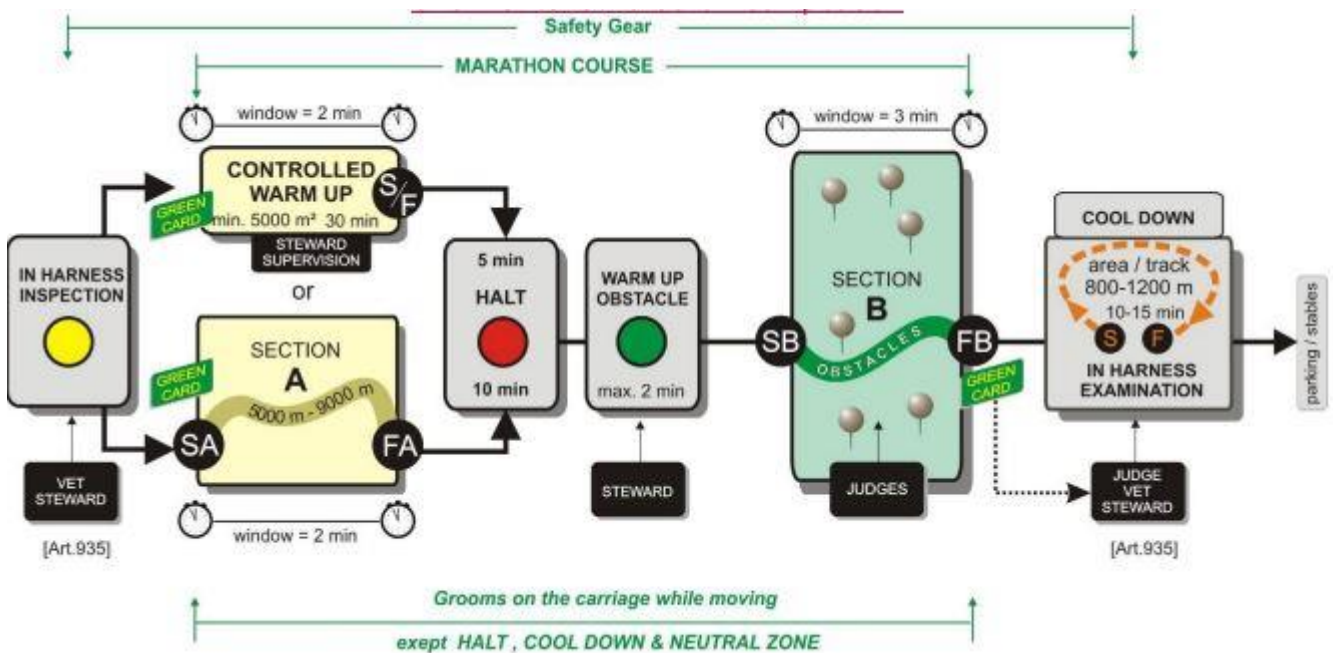 Safety Gear
MARATHON COURSE
window = 2 min
window = 3 min
CONTROLLED
WARM UP
S/F
GREEN
CARD
min. 5000 m² 30 min
STEWARD
SUPERVISION
or
IN HARNESS
INSPECTION
SECTION
A
5000 m - 9000 m
GREEN
CARD
SA
FA
window = 2 min
VET
STEWARD
[Art.935]
5 min
HALT
10 min
WARM UP
OBSTACLE
max. 2 min
STEWARD
SECTION
B
SB
OBSTACLES
FB
JUDGES
GREEN
CARD
COOL DOWN
area / track
800-1200 m
10-15 min
S
F
IN HARNESS
EXAMINATION
JUDGE
VET
STEWARD
[Art.935]
parking / stables
Grooms on the carriage while moving
exept HALT , COOL DOWN & NEUTRAL ZONE